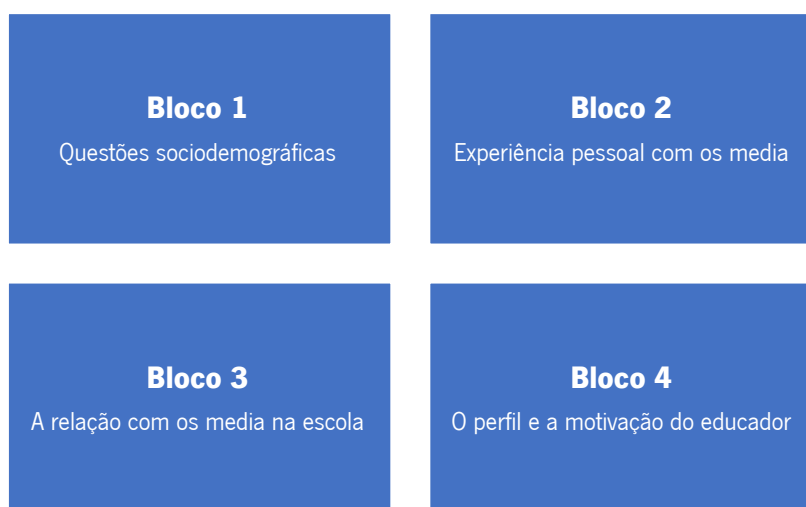 Bloco 1
Questões sociodemográficas
Bloco 2
Experiência pessoal com os media
Bloco 3
A relação com os media na escola
Bloco 4
O perfil e a motivação do educador